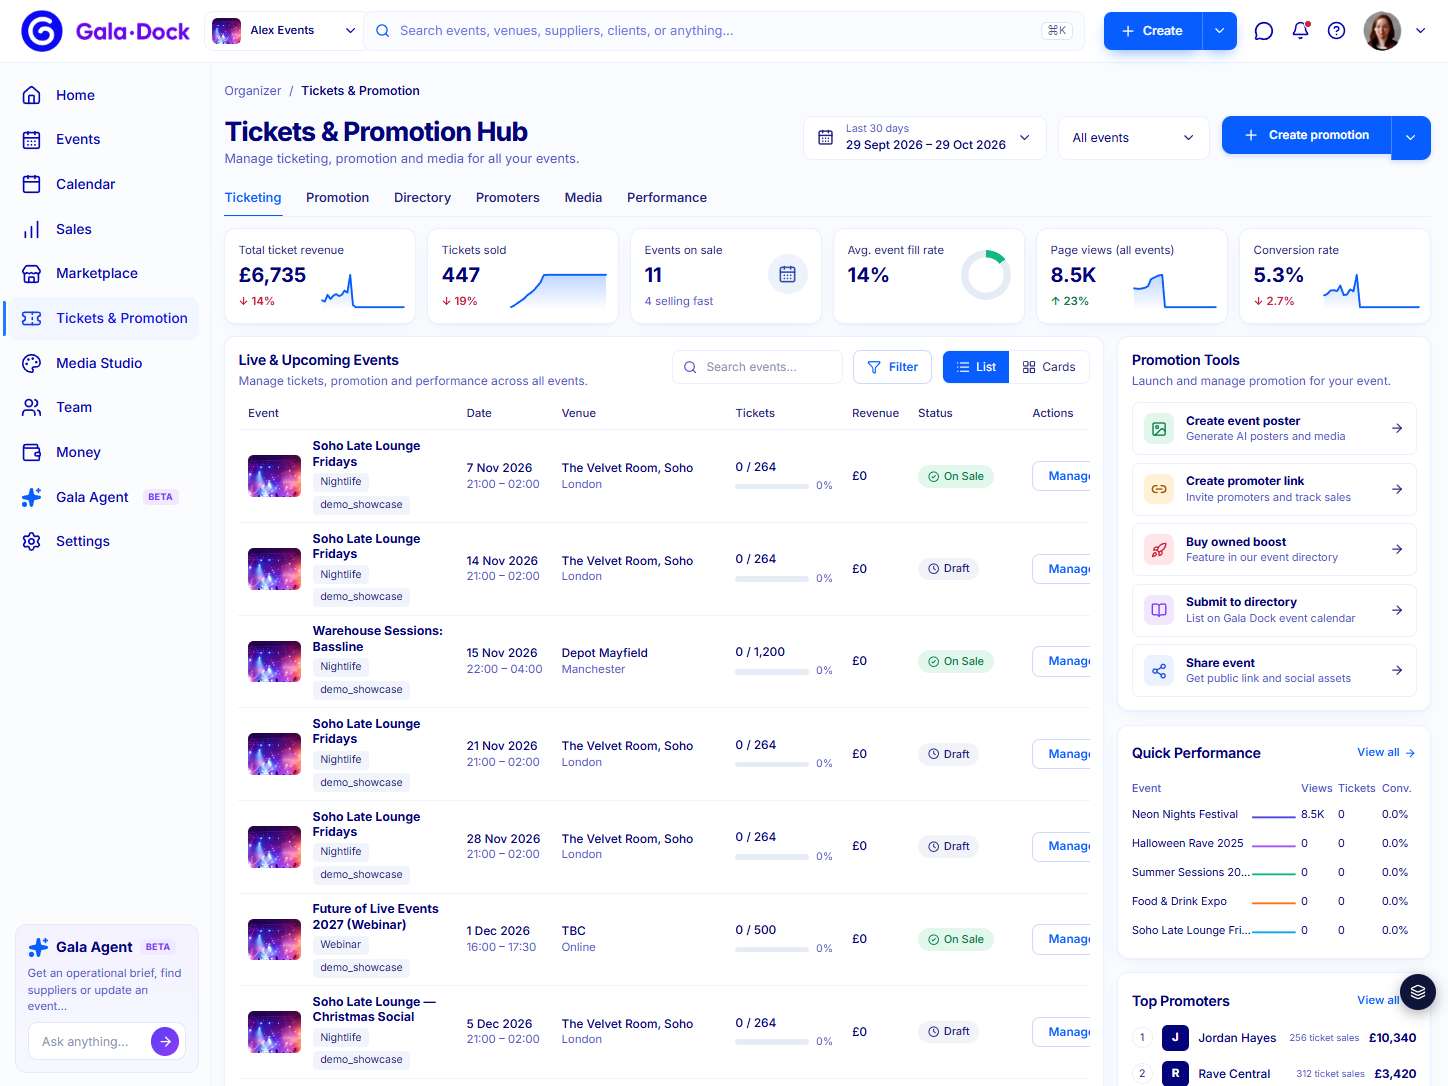 Gala·Dock
Alex Events
Search events, venues, suppliers, clients, or anything...
⌘K
+ Create
Home
Events
Calendar
Sales
Marketplace
Tickets & Promotion
Media Studio
Team
Money
Gala Agent BETA
Settings
Gala Agent BETA
Get an operational brief, find
suppliers or update an
event...
Ask anything...
Organizer / Tickets & Promotion
Tickets & Promotion Hub
Manage ticketing, promotion and media for all your events.
Last 30 days
29 Sept 2026 – 29 Oct 2026
All events
+ Create promotion
Ticketing Promotion Directory Promoters Media Performance
Total ticket revenue
£6,735
↓ 14%
Tickets sold
447
↓ 19%
Events on sale
11
4 selling fast
Avg. event fill rate
14%
Page views (all events)
8.5K
↑ 23%
Conversion rate
5.3%
↓ 2.7%
Live & Upcoming Events
Manage tickets, promotion and performance across all events.
Search events...
Filter
List
Cards
Event Date Venue Tickets Revenue Status Actions
Soho Late Lounge
Fridays
Nightlife
demo_showcase
7 Nov 2026
21:00 – 02:00
The Velvet Room, Soho
London
0 / 264
0%
£0
On Sale
Manage
Soho Late Lounge
Fridays
Nightlife
demo_showcase
14 Nov 2026
21:00 – 02:00
The Velvet Room, Soho
London
0 / 264
0%
£0
Draft
Manage
Warehouse Sessions:
Bassline
Nightlife
demo_showcase
15 Nov 2026
22:00 – 04:00
Depot Mayfield
Manchester
0 / 1,200
0%
£0
On Sale
Manage
Soho Late Lounge
Fridays
Nightlife
demo_showcase
21 Nov 2026
21:00 – 02:00
The Velvet Room, Soho
London
0 / 264
0%
£0
Draft
Manage
Soho Late Lounge
Fridays
Nightlife
demo_showcase
28 Nov 2026
21:00 – 02:00
The Velvet Room, Soho
London
0 / 264
0%
£0
Draft
Manage
Future of Live Events
2027 (Webinar)
Webinar
demo_showcase
1 Dec 2026
16:00 – 17:30
TBC
Online
0 / 500
0%
£0
On Sale
Manage
Soho Late Lounge —
Christmas Social
Nightlife
demo_showcase
5 Dec 2026
21:00 – 02:00
The Velvet Room, Soho
London
0 / 264
0%
£0
Draft
Manage
Promotion Tools
Launch and manage promotion for your event.
Create event poster
Generate AI posters and media
Create promoter link
Invite promoters and track sales
Buy owned boost
Feature in our event directory
Submit to directory
List on Gala Dock event calendar
Share event
Get public link and social assets
Quick Performance
View all →
Event Views Tickets Conv.
Neon Nights Festival 8.5K 0 0.0%
Halloween Rave 2025 0 0 0.0%
Summer Sessions 20... 0 0 0.0%
Food & Drink Expo 0 0 0.0%
Soho Late Lounge Fri... 0 0 0.0%
Top Promoters
View all
1 J Jordan Hayes 256 ticket sales £10,340
2 R Rave Central 312 ticket sales £3,420